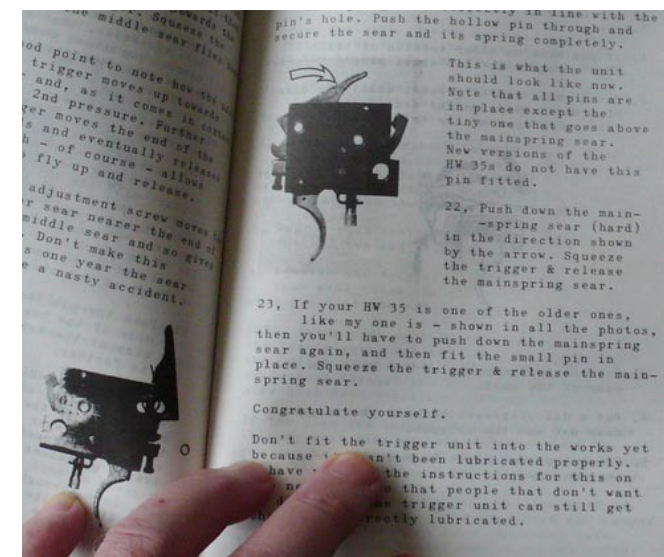 middle sear flies
point to note how the
trigger moves up towards
and, as it comes in
2nd pressure. Further
moves the end of the
and eventually releases
- of course - allows
fly up and release.
adjustment screw moves
sear nearer the end of
middle sear and so gives
Don't make this
one year the sear
a nasty accident.
in line with the
pin's hole. Push the hollow pin through and
secure the sear and its spring completely.
This is what the unit
should look like now.
Note that all pins are
in place except the
tiny one that goes above
the mainspring sear.
New versions of the
HW 35s do not have this
pin fitted.
22, Push down the main-
-spring sear (hard)
in the direction shown
by the arrow. Squeeze
the trigger & release
the mainspring sear.
23, If your HW 35 is one of the older ones,
like my one is - shown in all the photos,
then you'll have to push down the mainspring
sear again, and then fit the small pin in
place. Squeeze the trigger & release the main-
spring sear.
Congratulate yourself.
Don't fit the trigger unit into the works yet
because been lubricated properly.
have the instructions for this on
that people that don't want
trigger unit can still get
lubricated.